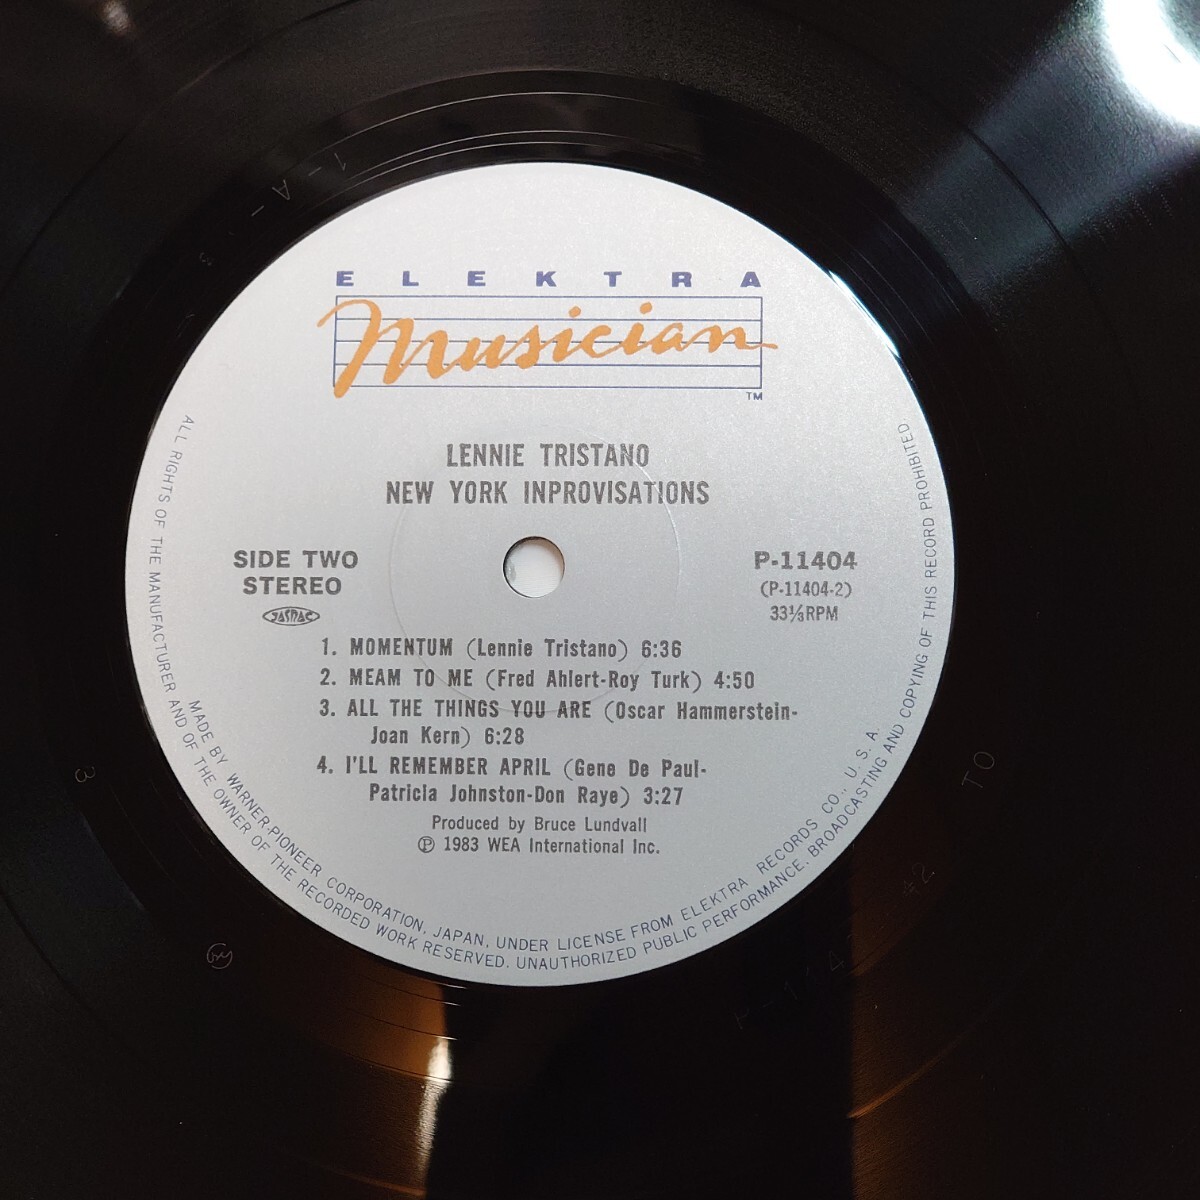 ELEKTRA
Musician
TM
LENNIE TRISTANO
NEW YORK INPROVISATIONS
SIDE TWO
STEREO
JASRAC
P-11404
(P-11404-2)
33⅓RPM
1. MOMENTUM (Lennie Tristano) 6:36
2. MEAM TO ME (Fred Ahlert-Roy Turk) 4:50
3. ALL THE THINGS YOU ARE (Oscar Hammerstein-
Joan Kern) 6:28
4. I'LL REMEMBER APRIL (Gene De Paul-
Patricia Johnston-Don Raye) 3:27
Produced by Bruce Lundvall
Ⓟ 1983 WEA International Inc.
ALL RIGHTS OF THE MANUFACTURER AND OF THE OWNER OF THE RECORDED WORK RESERVED. UNAUTHORIZED PUBLIC PERFORMANCE, BROADCASTING AND COPYING OF THIS RECORD PROHIBITED
MADE BY WARNER-PIONEER CORPORATION, JAPAN, UNDER LICENSE FROM ELEKTRA RECORDS CO., U.S.A.
1-A-
3
3
TO